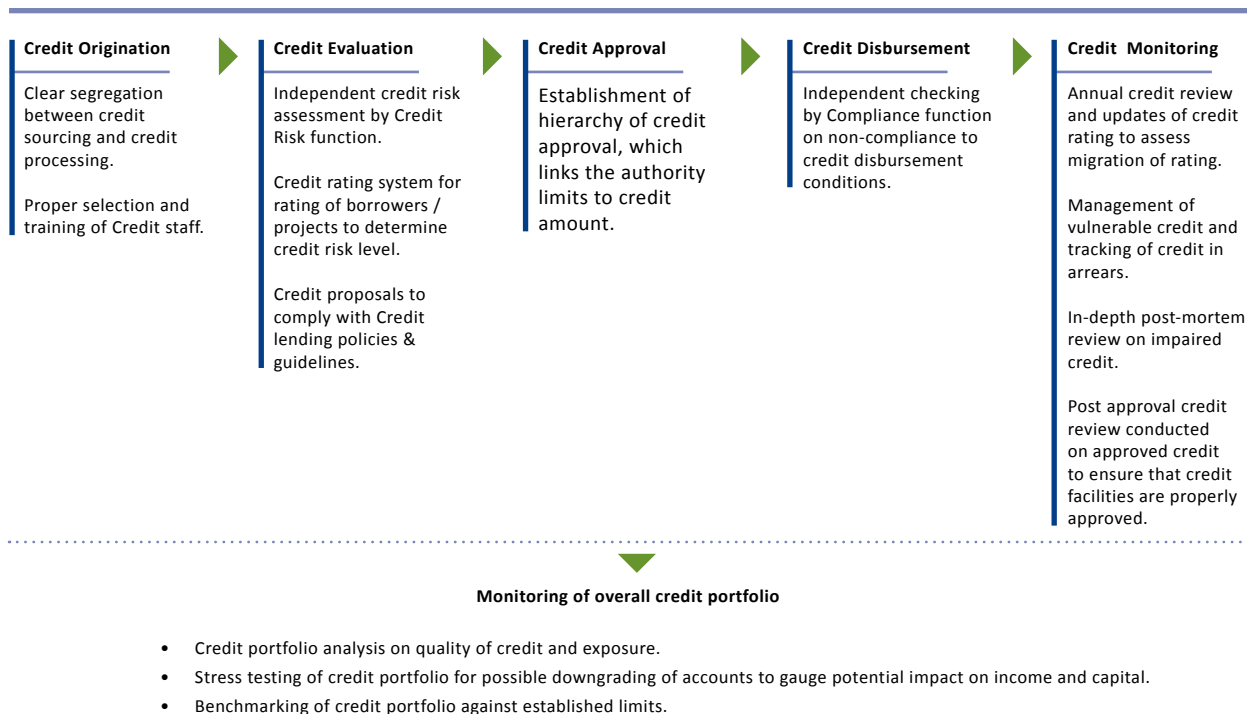 Credit Origination
Clear segregation
between credit
sourcing and credit
processing.
Proper selection and
training of Credit staff.
Credit Evaluation
Independent credit risk
assessment by Credit
Risk function.
Credit rating system for
rating of borrowers /
projects to determine
credit risk level.
Credit proposals to
comply with Credit
lending policies &
guidelines.
Credit Approval
Establishment of
hierarchy of credit
approval, which
links the authority
limits to credit
amount.
Credit Disbursement
Independent checking
by Compliance function
on non-compliance to
credit disbursement
conditions.
Credit Monitoring
Annual credit review
and updates of credit
rating to assess
migration of rating.
Management of
vulnerable credit and
tracking of credit in
arrears.
In-depth post-mortem
review on impaired
credit.
Post approval credit
review conducted
on approved credit
to ensure that credit
facilities are properly
approved.
Monitoring of overall credit portfolio
• Credit portfolio analysis on quality of credit and exposure.
• Stress testing of credit portfolio for possible downgrading of accounts to gauge potential impact on income and capital.
• Benchmarking of credit portfolio against established limits.